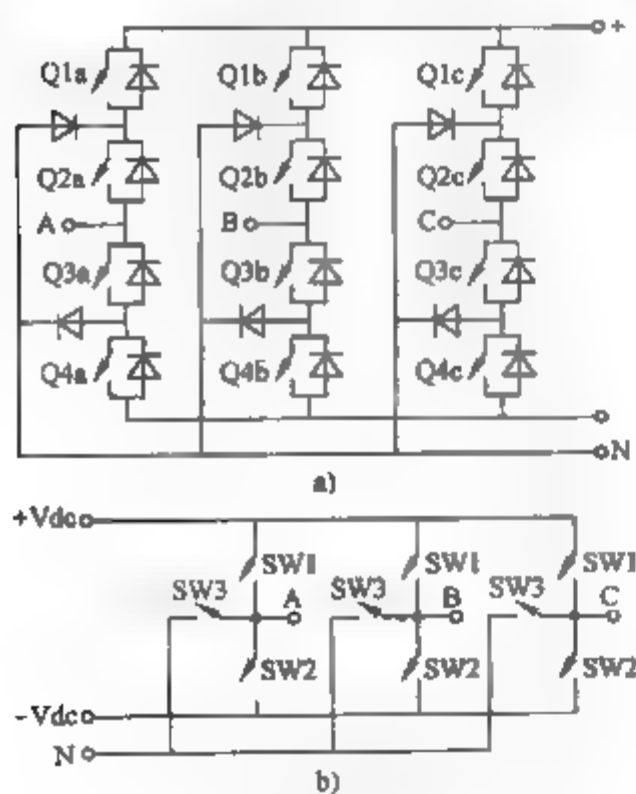 +
Q1a Q1b Q1c
Q2a Q2b Q2c
A B C
Q3a Q3b Q3c
Q4a Q4b Q4c
N
a)
+Vdc
SW1 SW1 SW1
SW3 SW3 SW3
A B C
SW2 SW2 SW2
-Vdc
N
b)